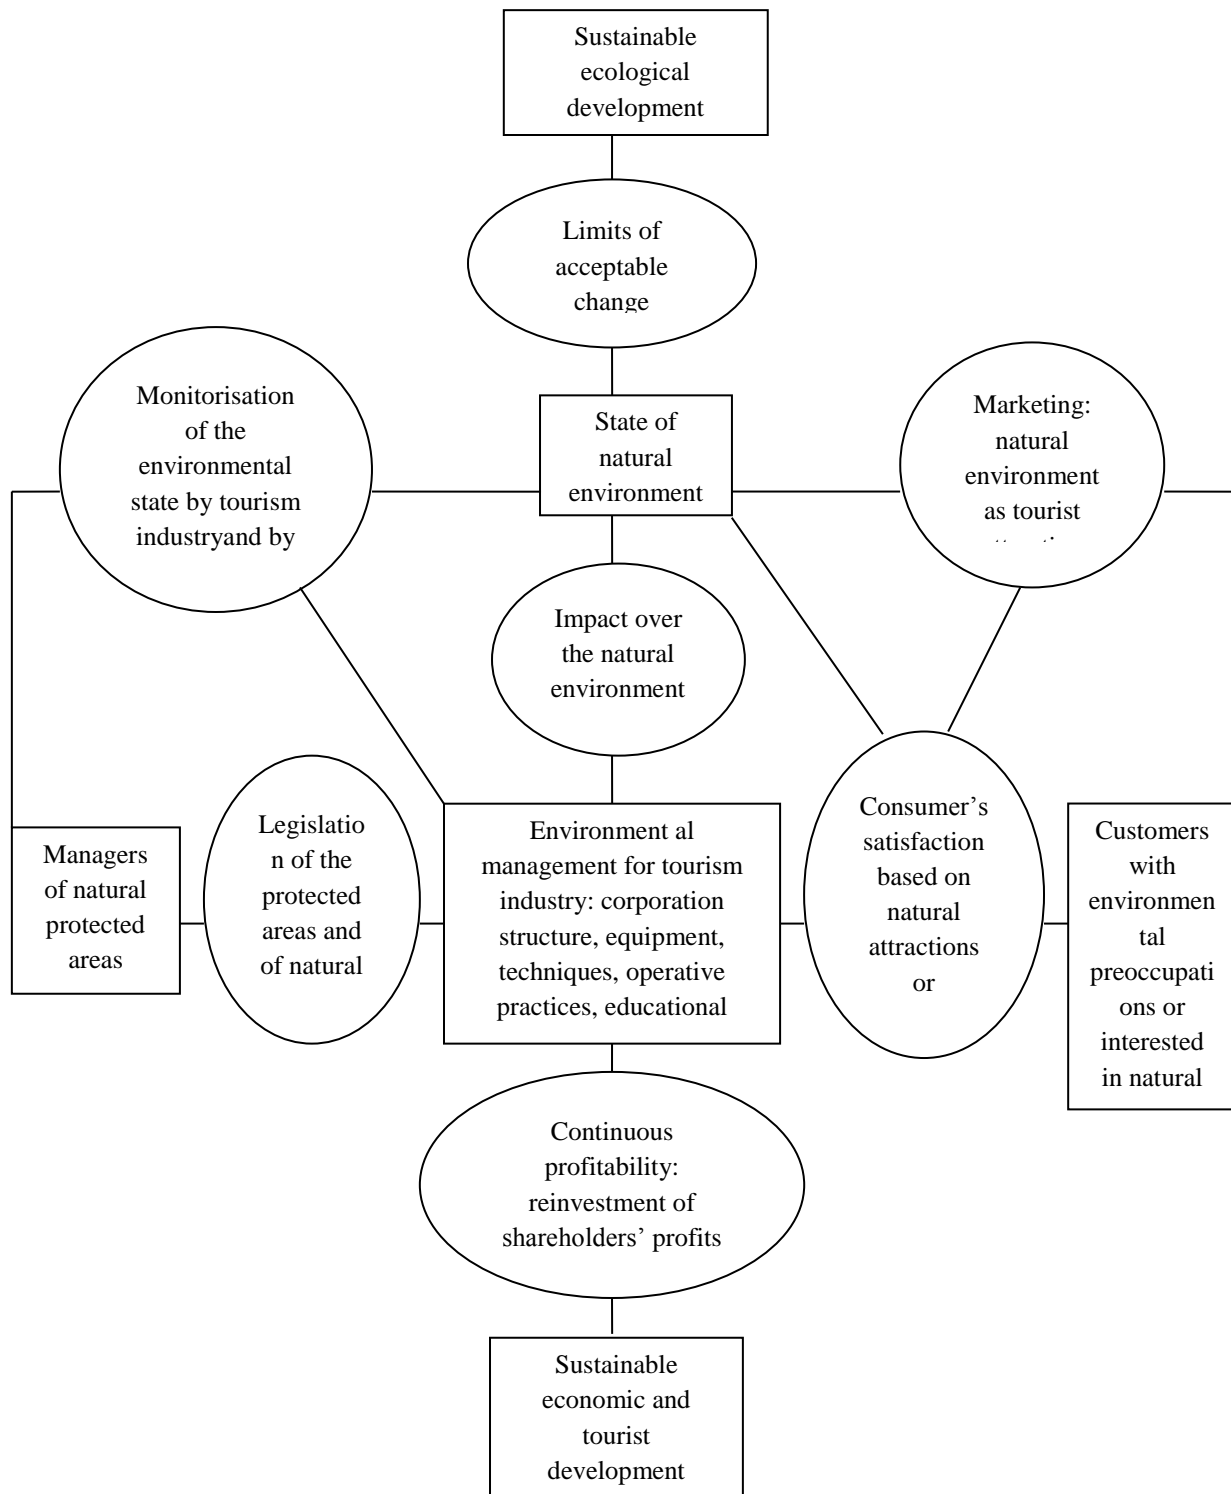 Sustainable
ecological
development
Limits of
acceptable
change
Monitorisation
of the
environmental
state by tourism
industryand by
State of
natural
environment
Marketing:
natural
environment
as tourist
Impact over
the natural
environment
Managers
of natural
protected
areas
Legislatio
n of the
protected
areas and
of natural
Environment al
management for tourism
industry: corporation
structure, equipment,
techniques, operative
practices, educational
Consumer’s
satisfaction
based on
natural
attractions
or
Customers
with
environmen
tal
preoccupati
ons or
interested
in natural
Continuous
profitability:
reinvestment of
shareholders’ profits
Sustainable
economic and
tourist
development